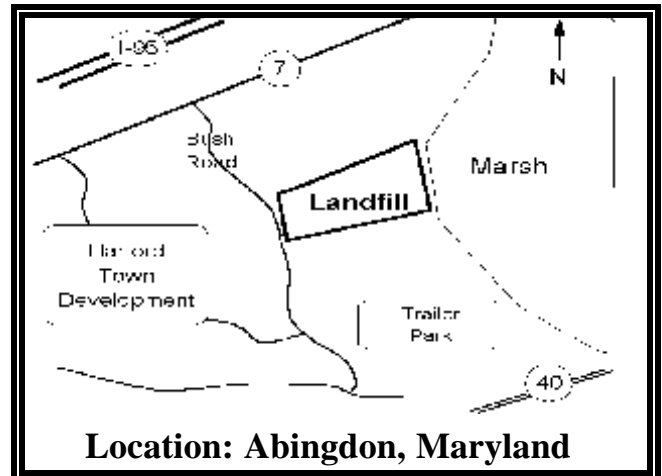 I-95
7
N
Bush
Road
Marsh
Landfill
Harford
Town
Development
Trailer
Park
40
Location: Abingdon, Maryland